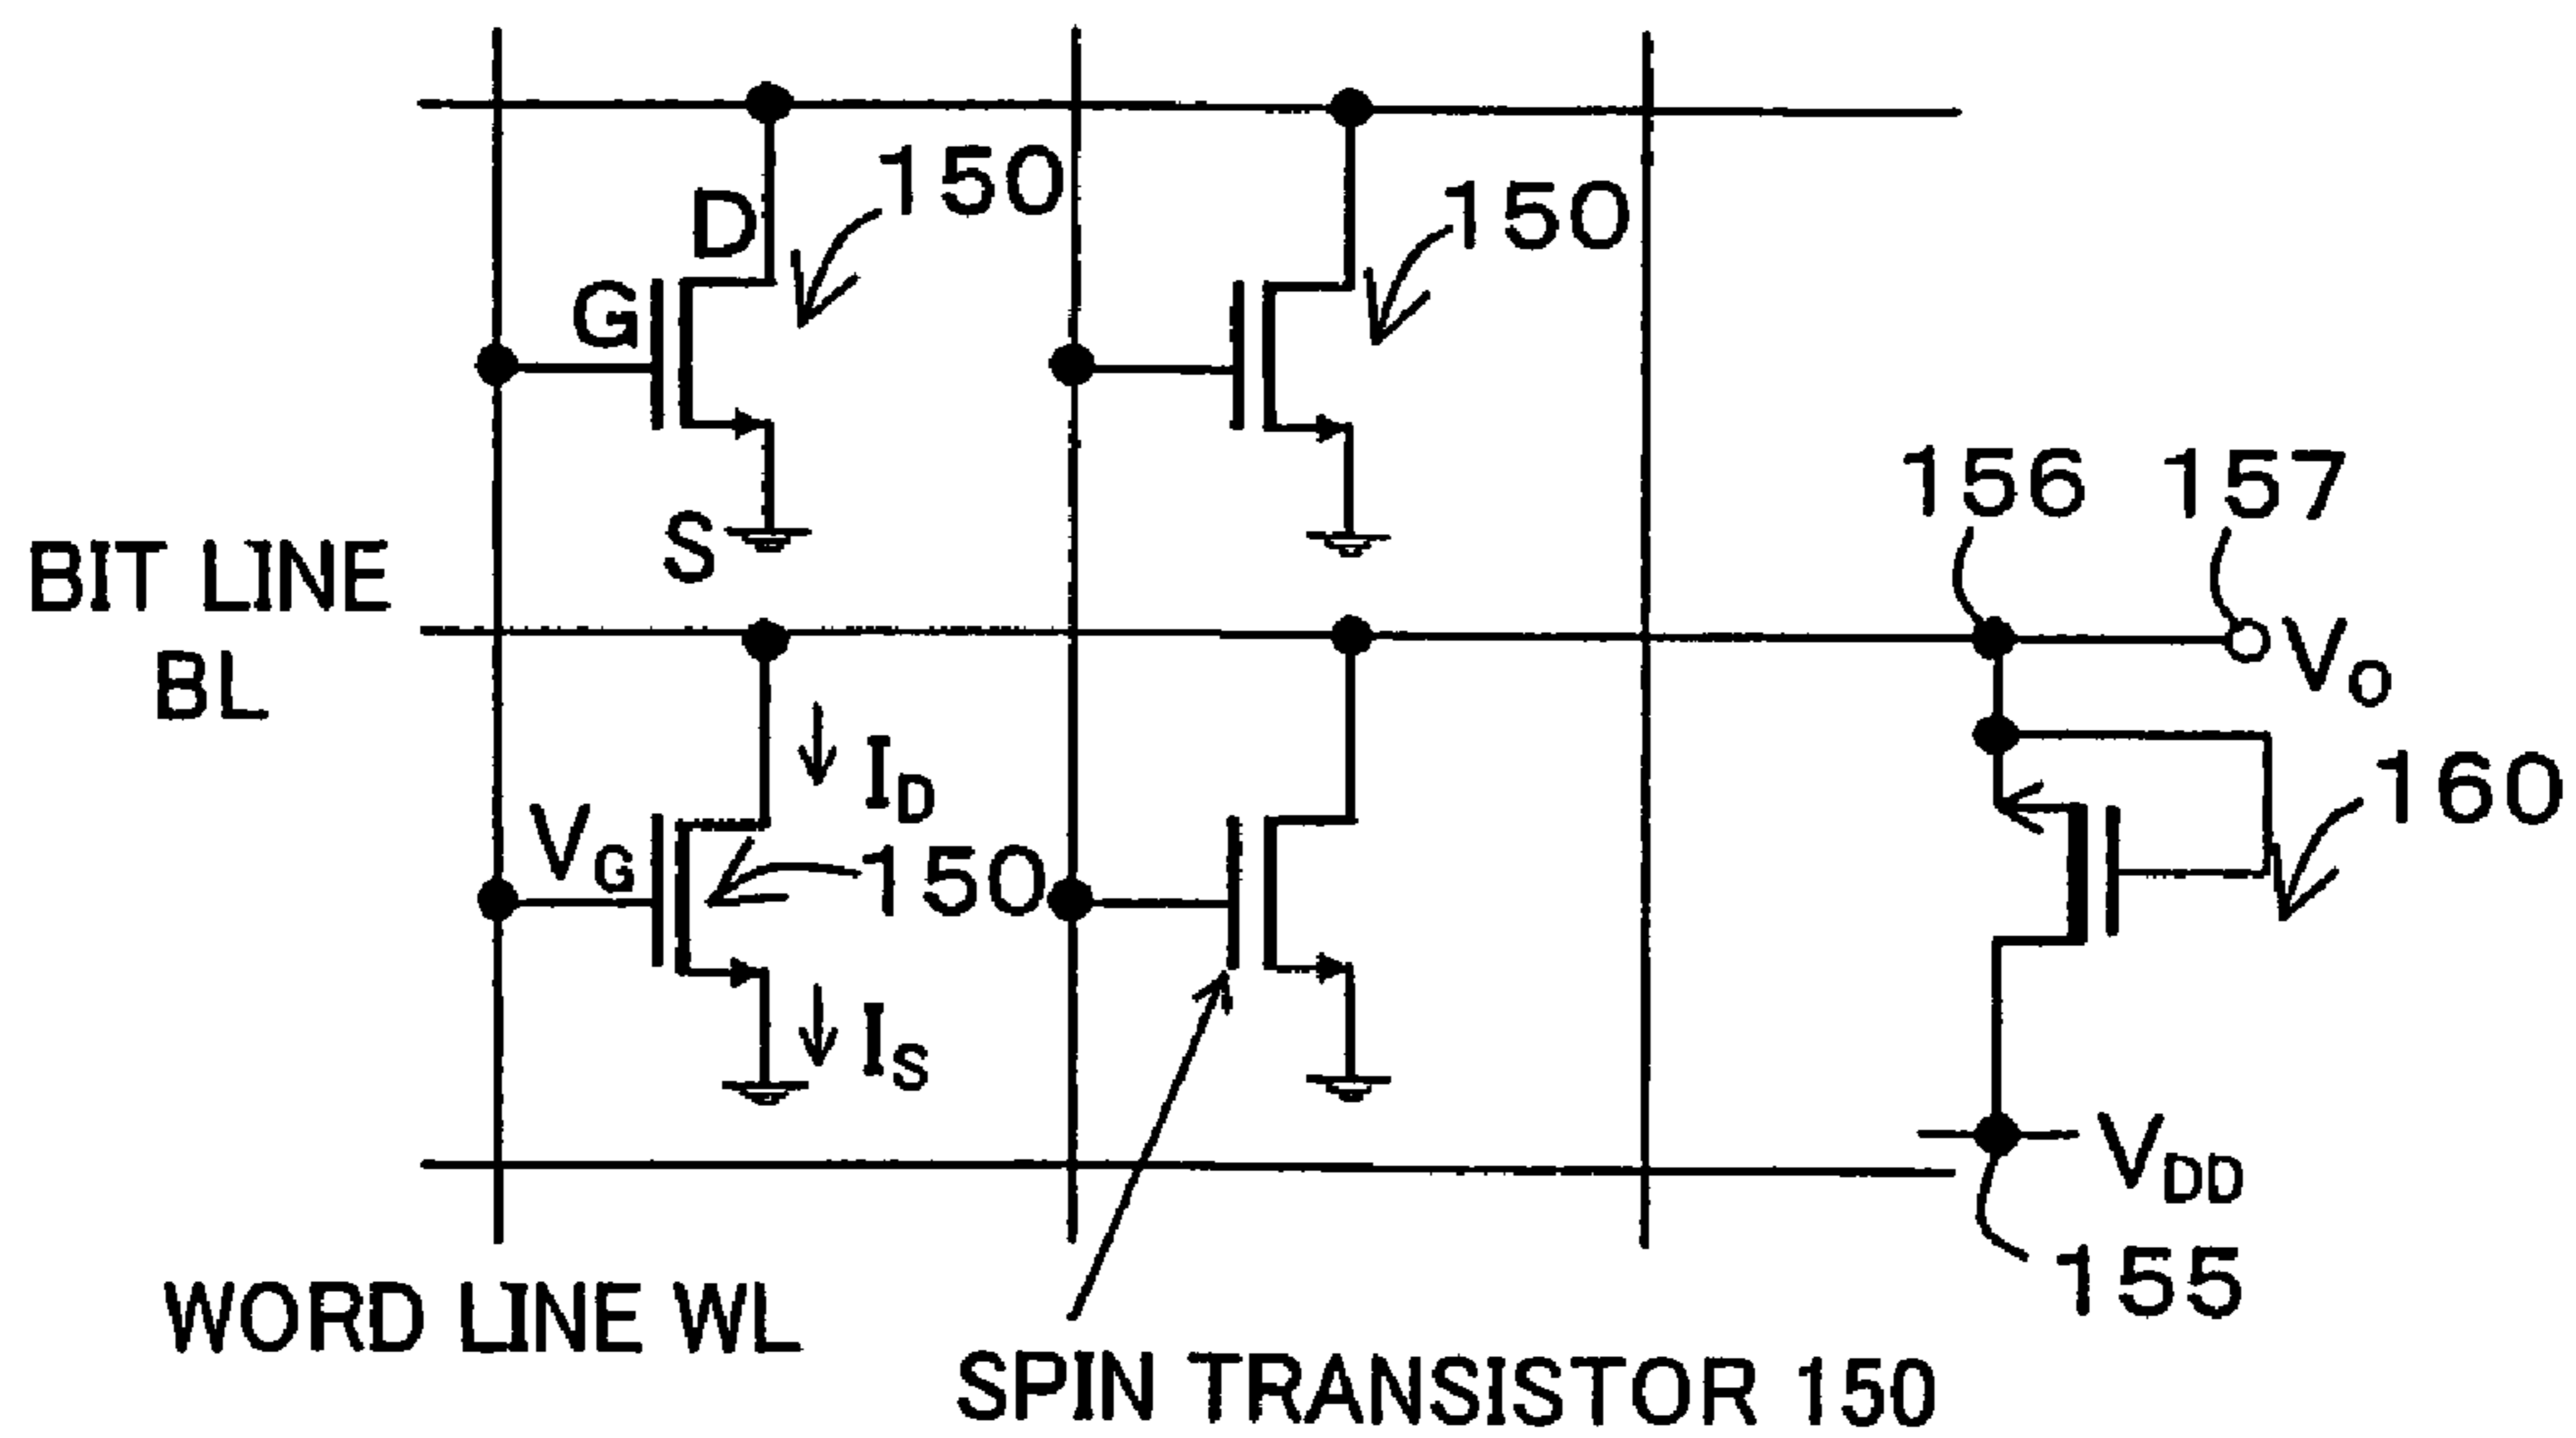 150
150
D
G
S
156
157
BIT LINE
BL
VO
ID
160
VG
150
IS
VDD
155
WORD LINE WL
SPIN TRANSISTOR 150